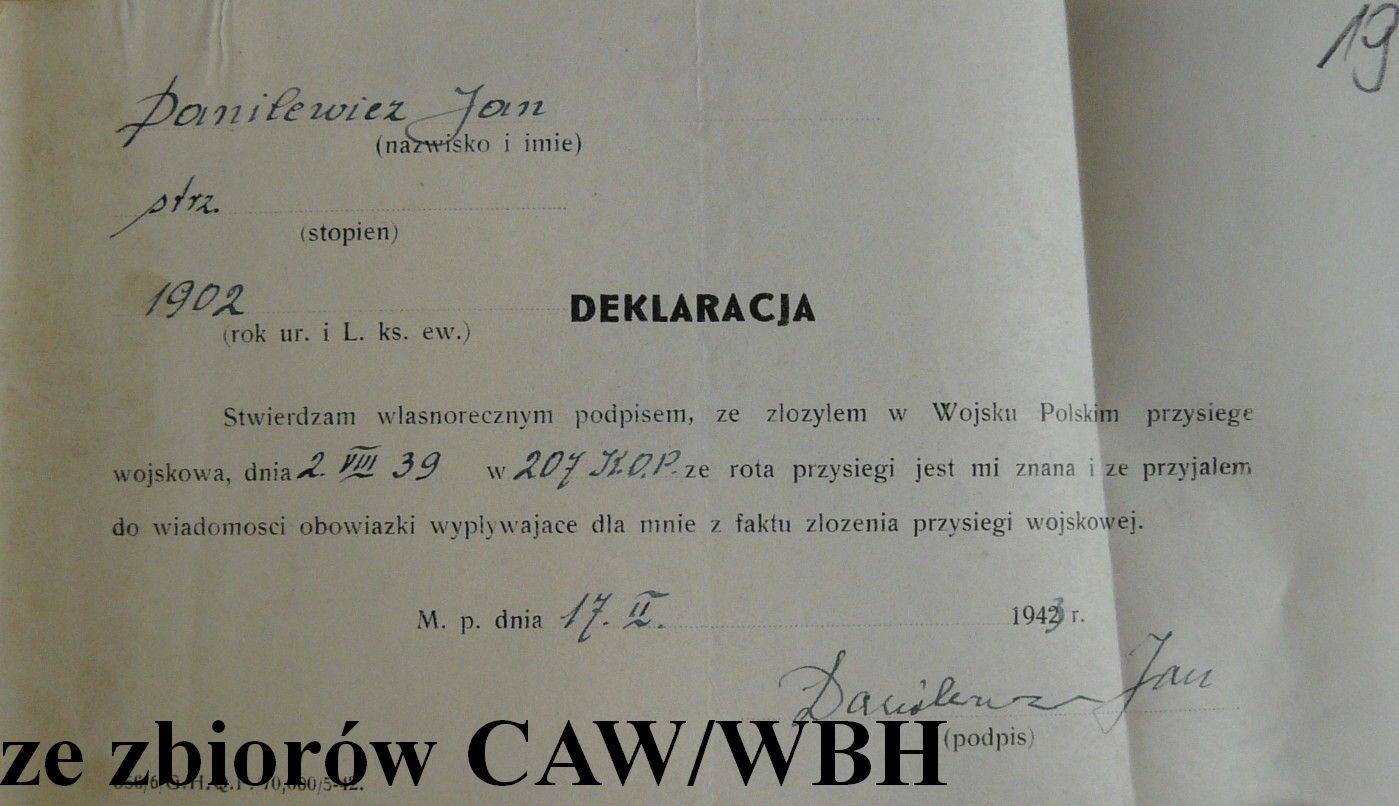 19
Danilewicz Jan
(nazwisko i imie)
strz.
(stopien)
1902
DEKLARACJA
(rok ur. i L. ks. ew.)
Stwierdzam wlasnorecznym podpisem, ze zlozylem w Wojsku Polskim przysiege
wojskowa, dnia 2. VIII 39 w 207 K.O.P. ze rota przysiegi jest mi znana i ze przyjalem
do wiadomosci obowiazki wyplywajace dla mnie z faktu zlozenia przysiegi wojskowej.
M. p. dnia 17. II. 1943 r.
Danilewicz Jan
(podpis)
ze zbiorów CAW/WBH